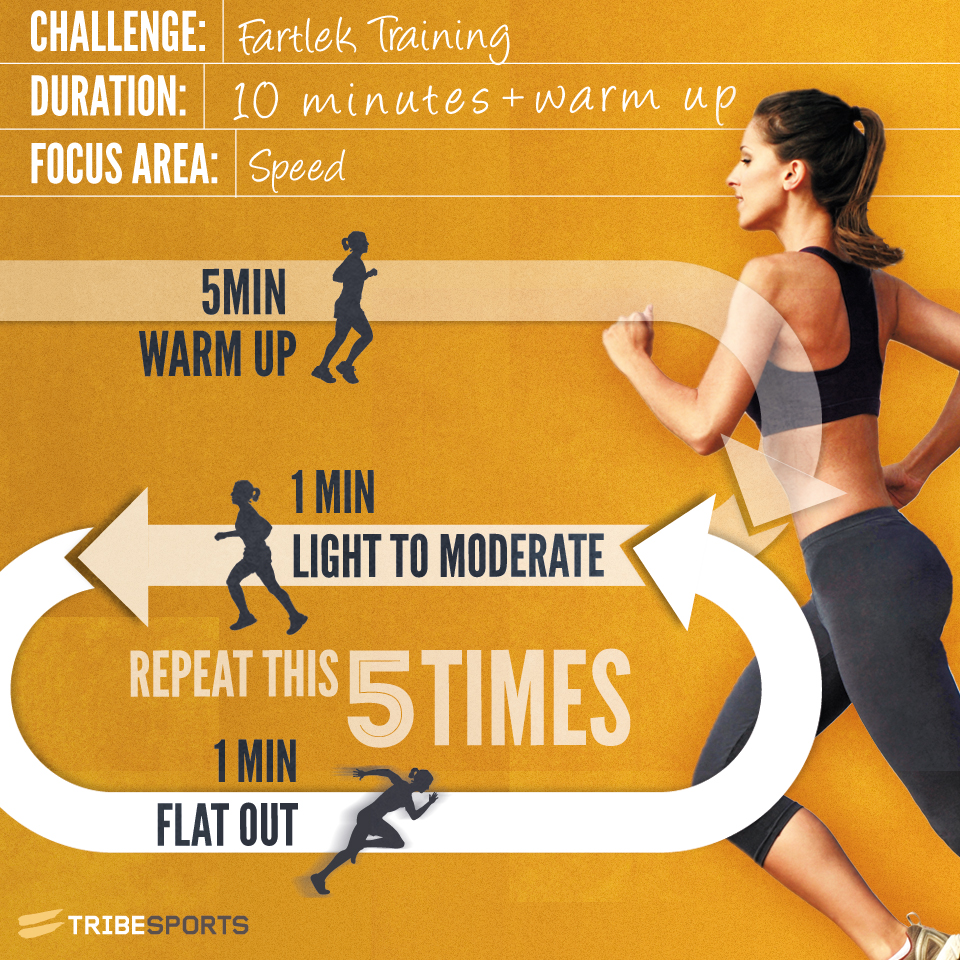 CHALLENGE: Fartlek Training
DURATION: 10 minutes + warm up
FOCUS AREA: Speed
5MIN
WARM UP
1 MIN
LIGHT TO MODERATE
REPEAT THIS 5 TIMES
1 MIN
FLAT OUT
TRIBESPORTS